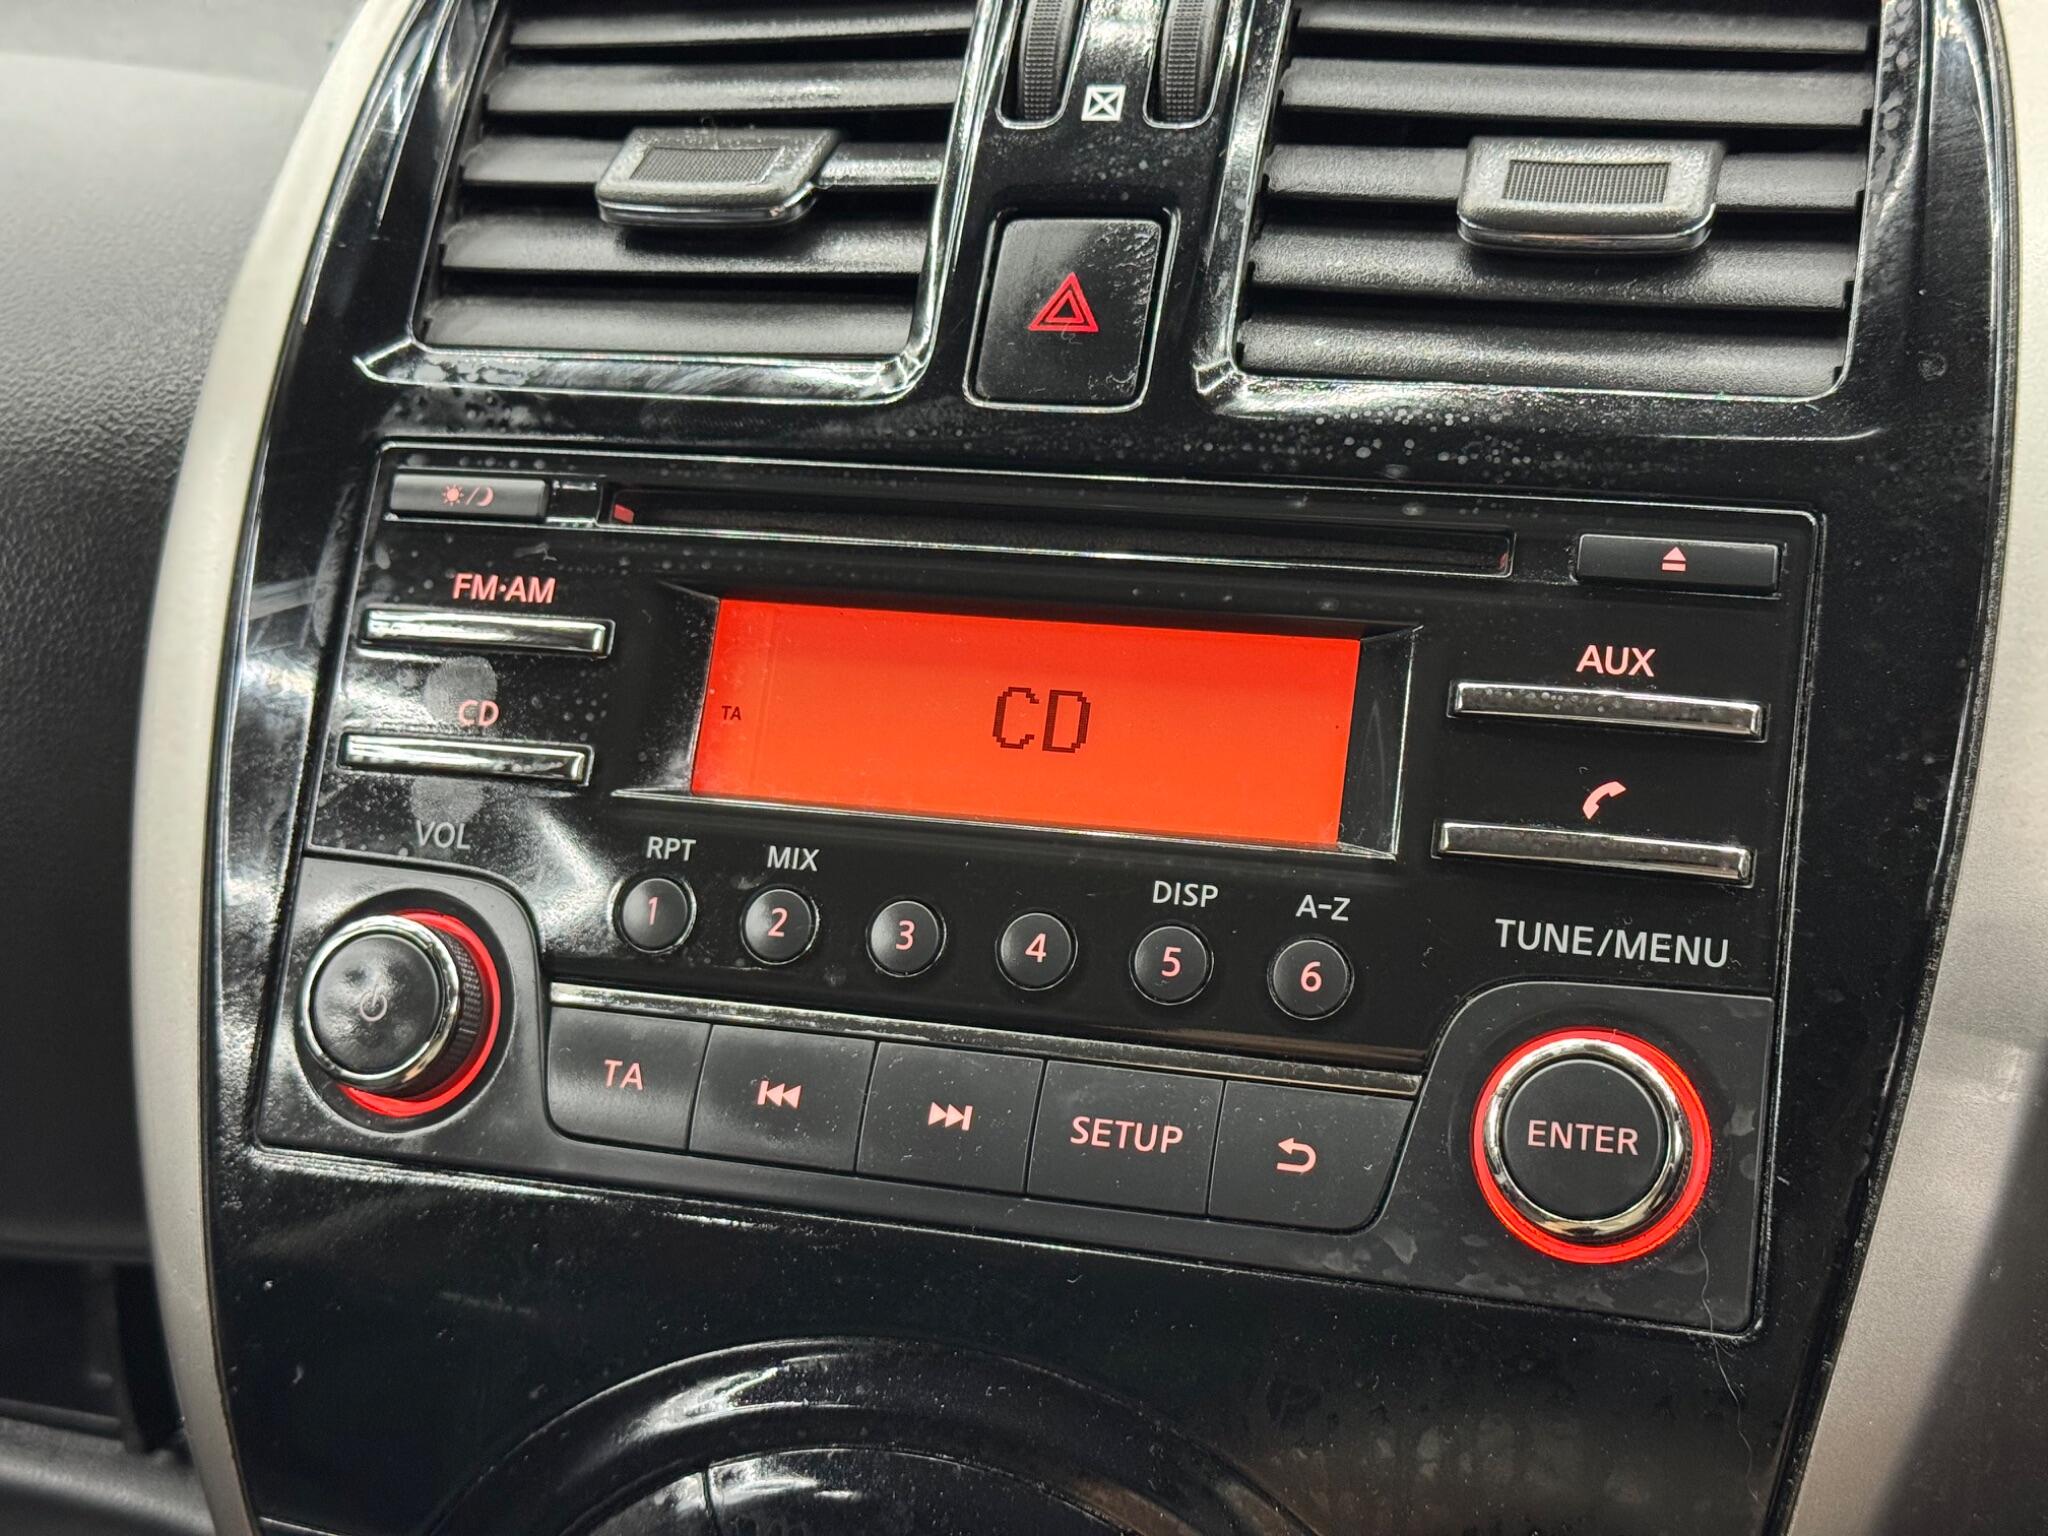 FM·AM
CD
VOL
TA
CD
AUX
RPT
MIX
DISP
A-Z
1
2
3
4
5
6
TUNE/MENU
TA
SETUP
ENTER